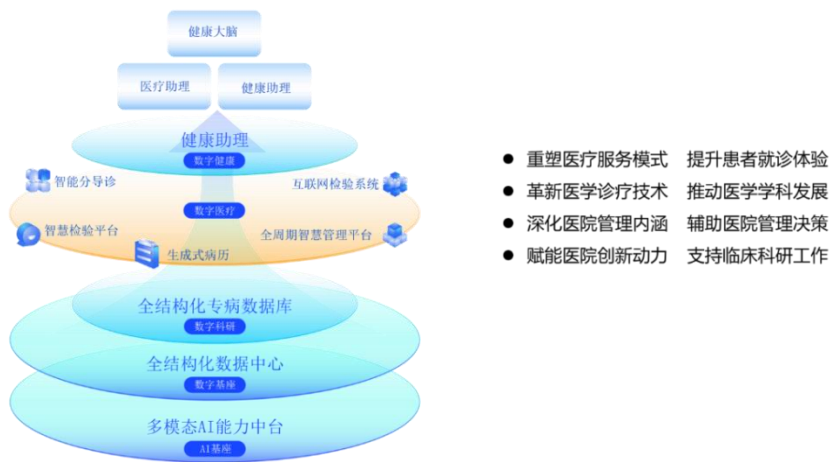 健康大脑
医疗助理
健康助理
健康助理
数字健康
智能分导诊
互联网检验系统
数字医疗
智慧检验平台
全周期智慧管理平台
生成式病历
全结构化专病数据库
数字科研
全结构化数据中心
数字基座
多模态AI能力中台
AI基座
● 重塑医疗服务模式 提升患者就诊体验
● 革新医学诊疗技术 推动医学学科发展
● 深化医院管理内涵 辅助医院管理决策
● 赋能医院创新动力 支持临床科研工作